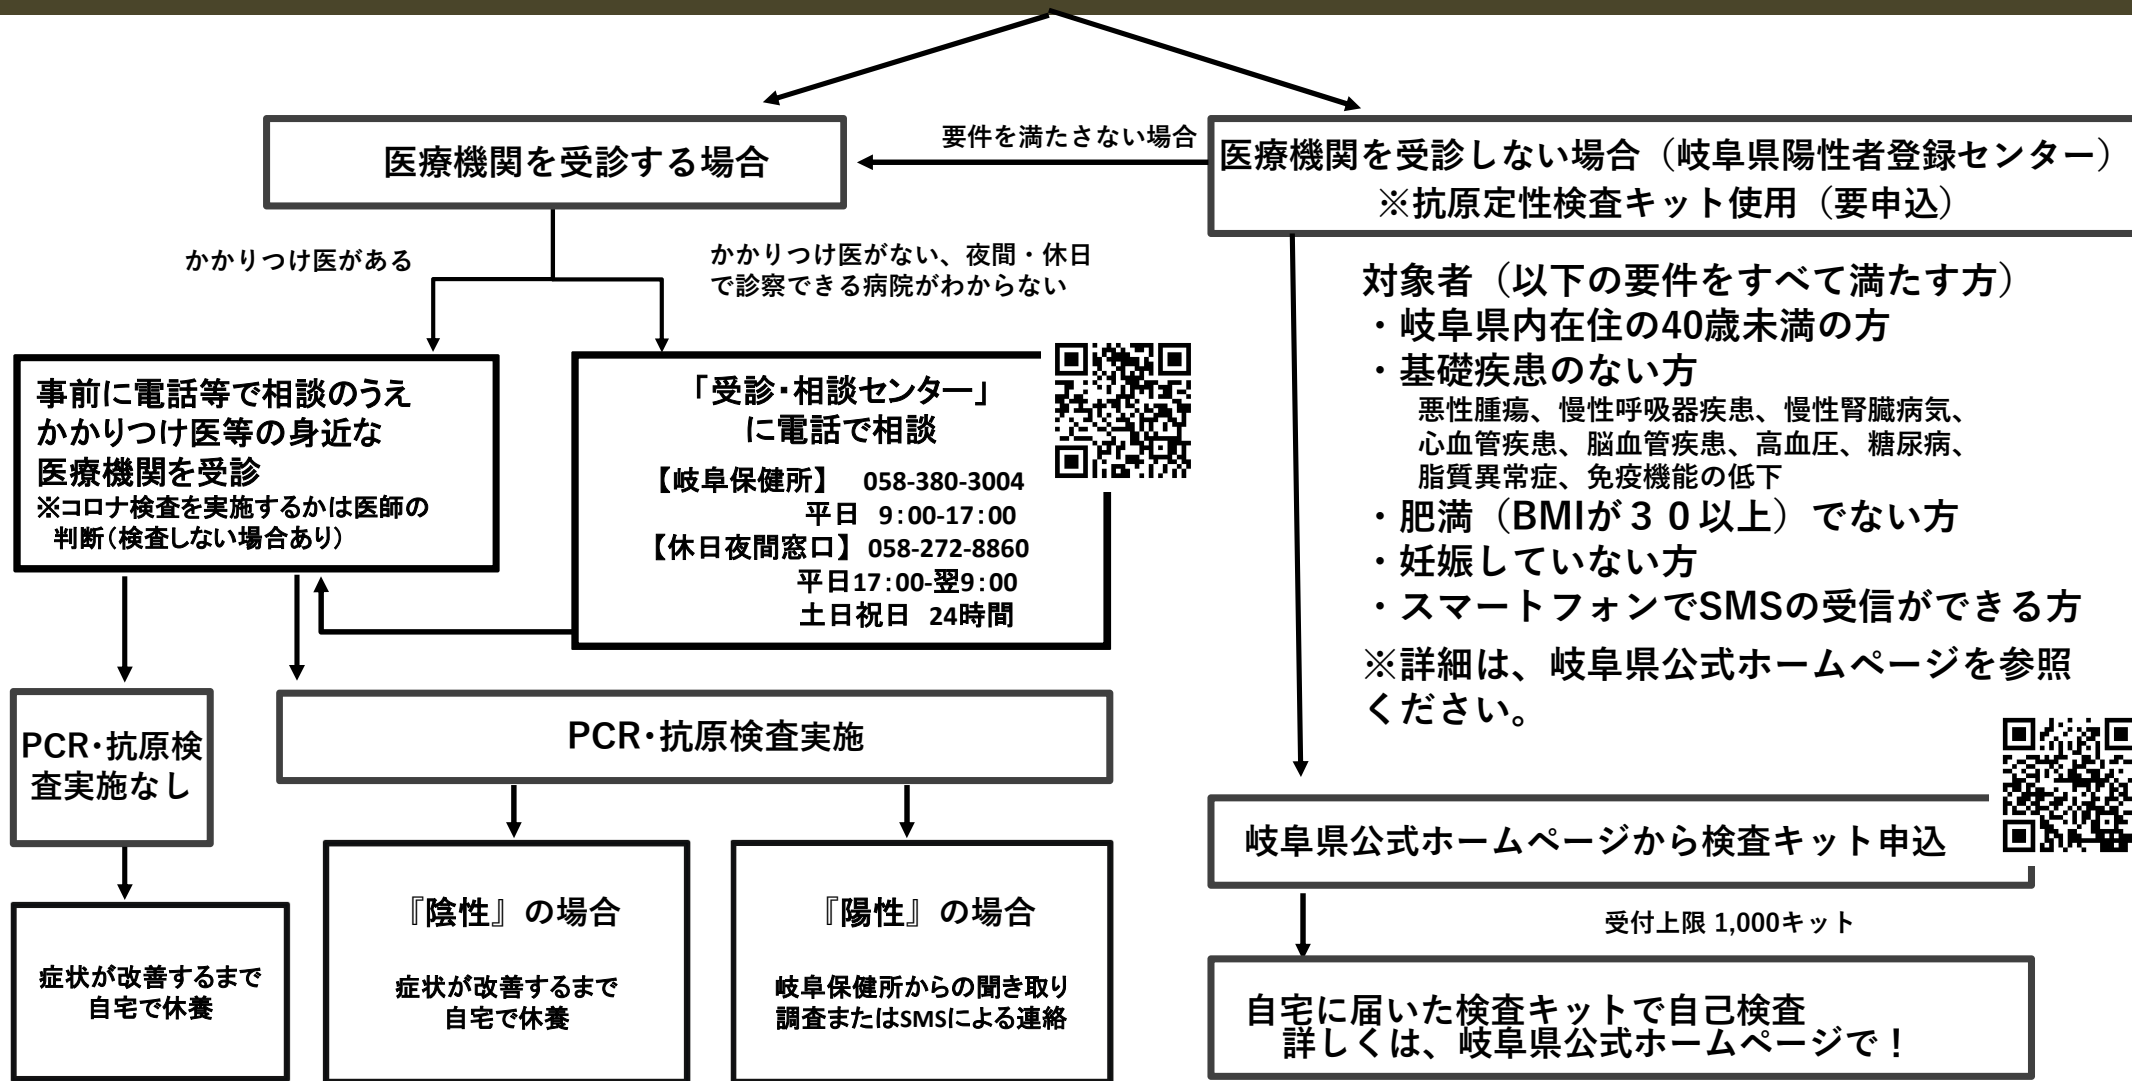 医療機関を受診する場合
要件を満たさない場合
医療機関を受診しない場合（岐阜県陽性者登録センター）
※抗原定性検査キット使用（要申込）
かかりつけ医がある
かかりつけ医がない、夜間・休日
で診察できる病院がわからない
事前に電話等で相談のうえ
かかりつけ医等の身近な
医療機関を受診
※コロナ検査を実施するかは医師の
判断（検査しない場合あり）
「受診・相談センター」
に電話で相談
【岐阜保健所】 058-380-3004
平日 9：00-17：00
【休日夜間窓口】 058-272-8860
平日17：00-翌9：00
土日祝日 24時間
対象者（以下の要件をすべて満たす方）
・岐阜県内在住の40歳未満の方
・基礎疾患のない方
悪性腫瘍、慢性呼吸器疾患、慢性腎臓病気、
心血管疾患、脳血管疾患、高血圧、糖尿病、
脂質異常症、免疫機能の低下
・肥満（BMIが３０以上）でない方
・妊娠していない方
・スマートフォンでSMSの受信ができる方
※詳細は、岐阜県公式ホームページを参照
ください。
PCR・抗原検
査実施なし
PCR・抗原検査実施
症状が改善するまで
自宅で休養
『陰性』の場合
症状が改善するまで
自宅で休養
『陽性』の場合
岐阜保健所からの聞き取り
調査またはSMSによる連絡
岐阜県公式ホームページから検査キット申込
受付上限 1,000キット
自宅に届いた検査キットで自己検査
詳しくは、岐阜県公式ホームページで！